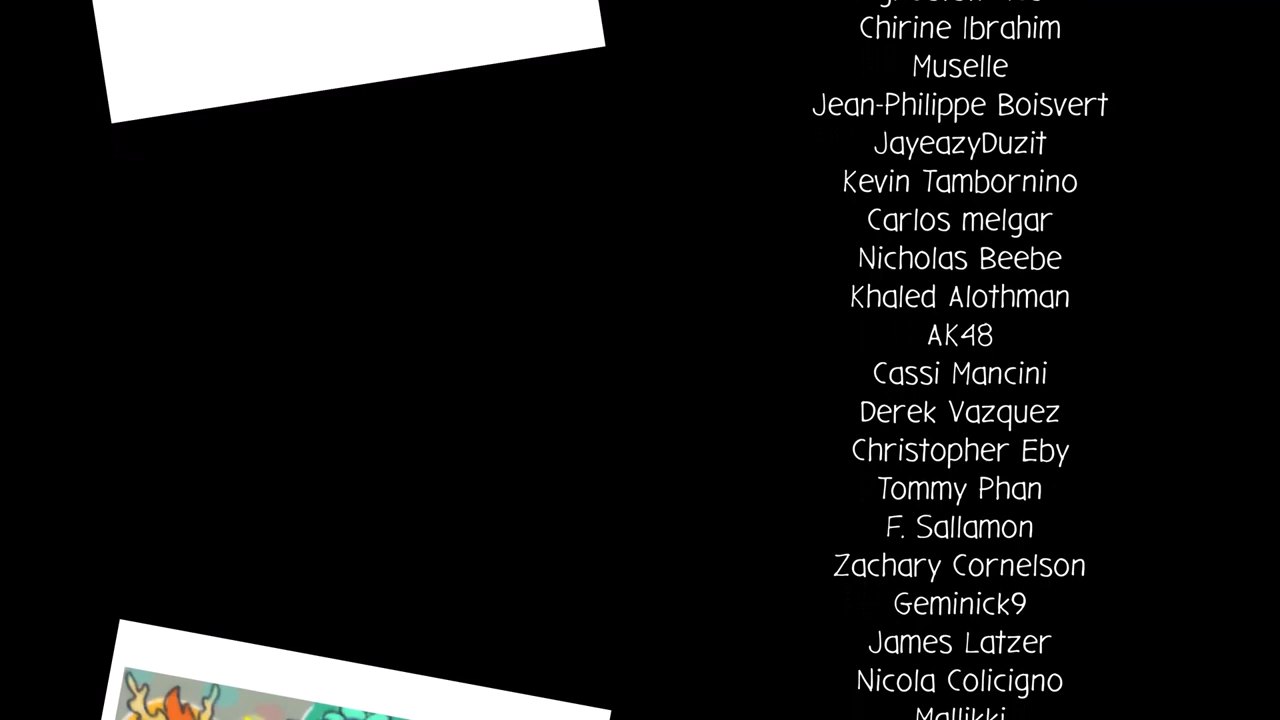 Chirine Ibrahim
Muselle
Jean-Philippe Boisvert
JayeazyDuzit
Kevin Tambornino
Carlos melgar
Nicholas Beebe
Khaled Alothman
AK48
Cassi Mancini
Derek Vazquez
Christopher Eby
Tommy Phan
F. Sallamon
Zachary Cornelson
Geminick9
James Latzer
Nicola Colicigno
Mallikki